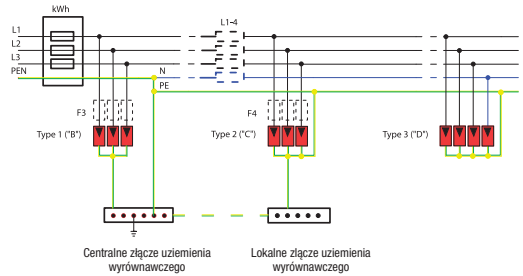 kWh
L1-4
L1
L2
L3
PEN
N
PE
F3
F4
Type 1 ("B")
Type 2 ("C")
Type 3 ("D")
Centralne złącze uziemienia
wyrównawczego
Lokalne złącze uziemienia
wyrównawczego